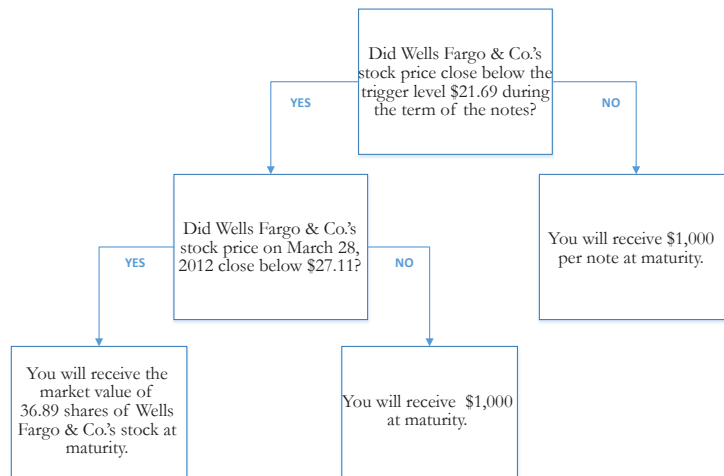 Did Wells Fargo & Co.'s
stock price close below the
trigger level $21.69 during
the term of the notes?
YES
NO
Did Wells Fargo & Co.'s
stock price on March 28,
2012 close below $27.11?
You will receive $1,000
per note at maturity.
YES
NO
You will receive the
market value of
36.89 shares of Wells
Fargo & Co.'s stock at
maturity.
You will receive $1,000
at maturity.